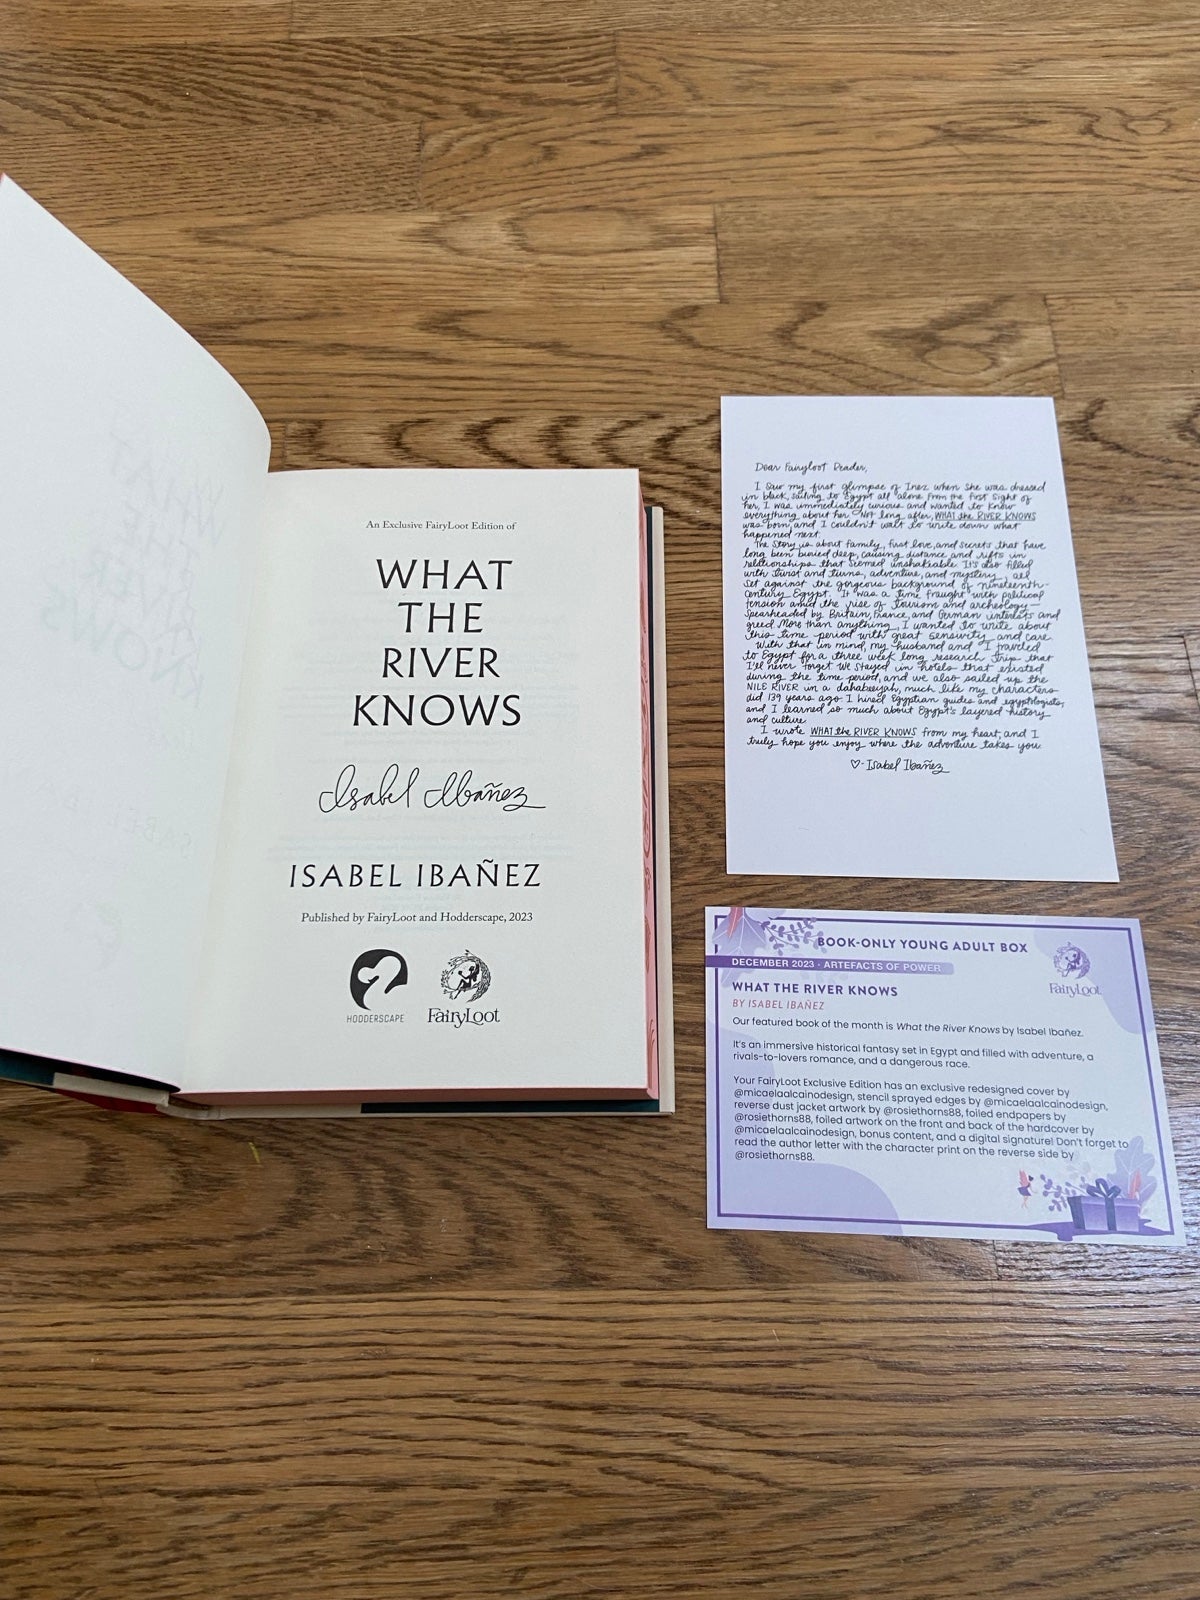 An Exclusive FairyLoot Edition of
WHAT
THE
RIVER
KNOWS
Isabel Ibañez
ISABEL IBAÑEZ
Published by FairyLoot and Hodderscape, 2023
HODDERSCAPE
FairyLoot
Dear Fairyloot Reader,
I saw my first glimpse of Inez when she was dressed
in black, sailing to Egypt all alone. From the first sight of
her, I was immediately curious and wanted to know
everything about her. Not long after, WHAT the RIVER KNOWS
was born, and I couldn't wait to write down what
happened next.
The story is about family, first love, and secrets that have
long been buried deep, causing distance and rifts in
relationships that seemed unshakable. It's also filled
with twist and turns, adventure, and mystery, all
set against the gorgeous background of nineteenth-
century Egypt. It was a time fraught with political
tension amid the rise of tourism and archeology—
spearheaded by Britain, France, and German interests and
greed. More than anything, I wanted to write about
this time period with great sensivity and care.
With that in mind, my husband and I traveled
to Egypt for a three week long research trip that
I'll never forget. We stayed in hotels that existed
during the time period, and we also sailed up the
NILE RIVER in a dahabeeyah, much like my characters
did 139 years ago. I hired Egyptian guides and egyptologists,
and I learned so much about Egypt's layered history
and culture.
I wrote WHAT the RIVER KNOWS from my heart, and I
truly hope you enjoy where the adventure takes you.
♡-Isabel Ibañez
BOOK-ONLY YOUNG ADULT BOX
DECEMBER 2023 · ARTEFACTS OF POWER
FairyLoot
WHAT THE RIVER KNOWS
BY ISABEL IBAÑEZ
Our featured book of the month is What the River Knows by Isabel Ibañez.
It's an immersive historical fantasy set in Egypt and filled with adventure, a
rivals-to-lovers romance, and a dangerous race.
Your FairyLoot Exclusive Edition has an exclusive redesigned cover by
@micaelaalcainodesign, stencil sprayed edges by @micaelaalcainodesign,
reverse dust jacket artwork by @rosiethorns88, foiled endpapers by
@rosiethorns88, foiled artwork on the front and back of the hardcover by
@micaelaalcainodesign, bonus content, and a digital signature! Don't forget to
read the author letter with the character print on the reverse side by
@rosiethorns88.